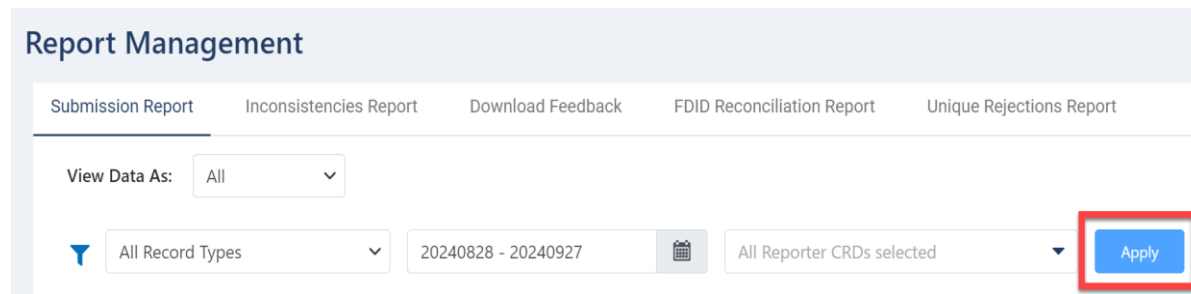 Report Management
Submission Report Inconsistencies Report Download Feedback FDID Reconciliation Report Unique Rejections Report
View Data As: All
All Record Types 20240828 - 20240927 All Reporter CRDs selected Apply